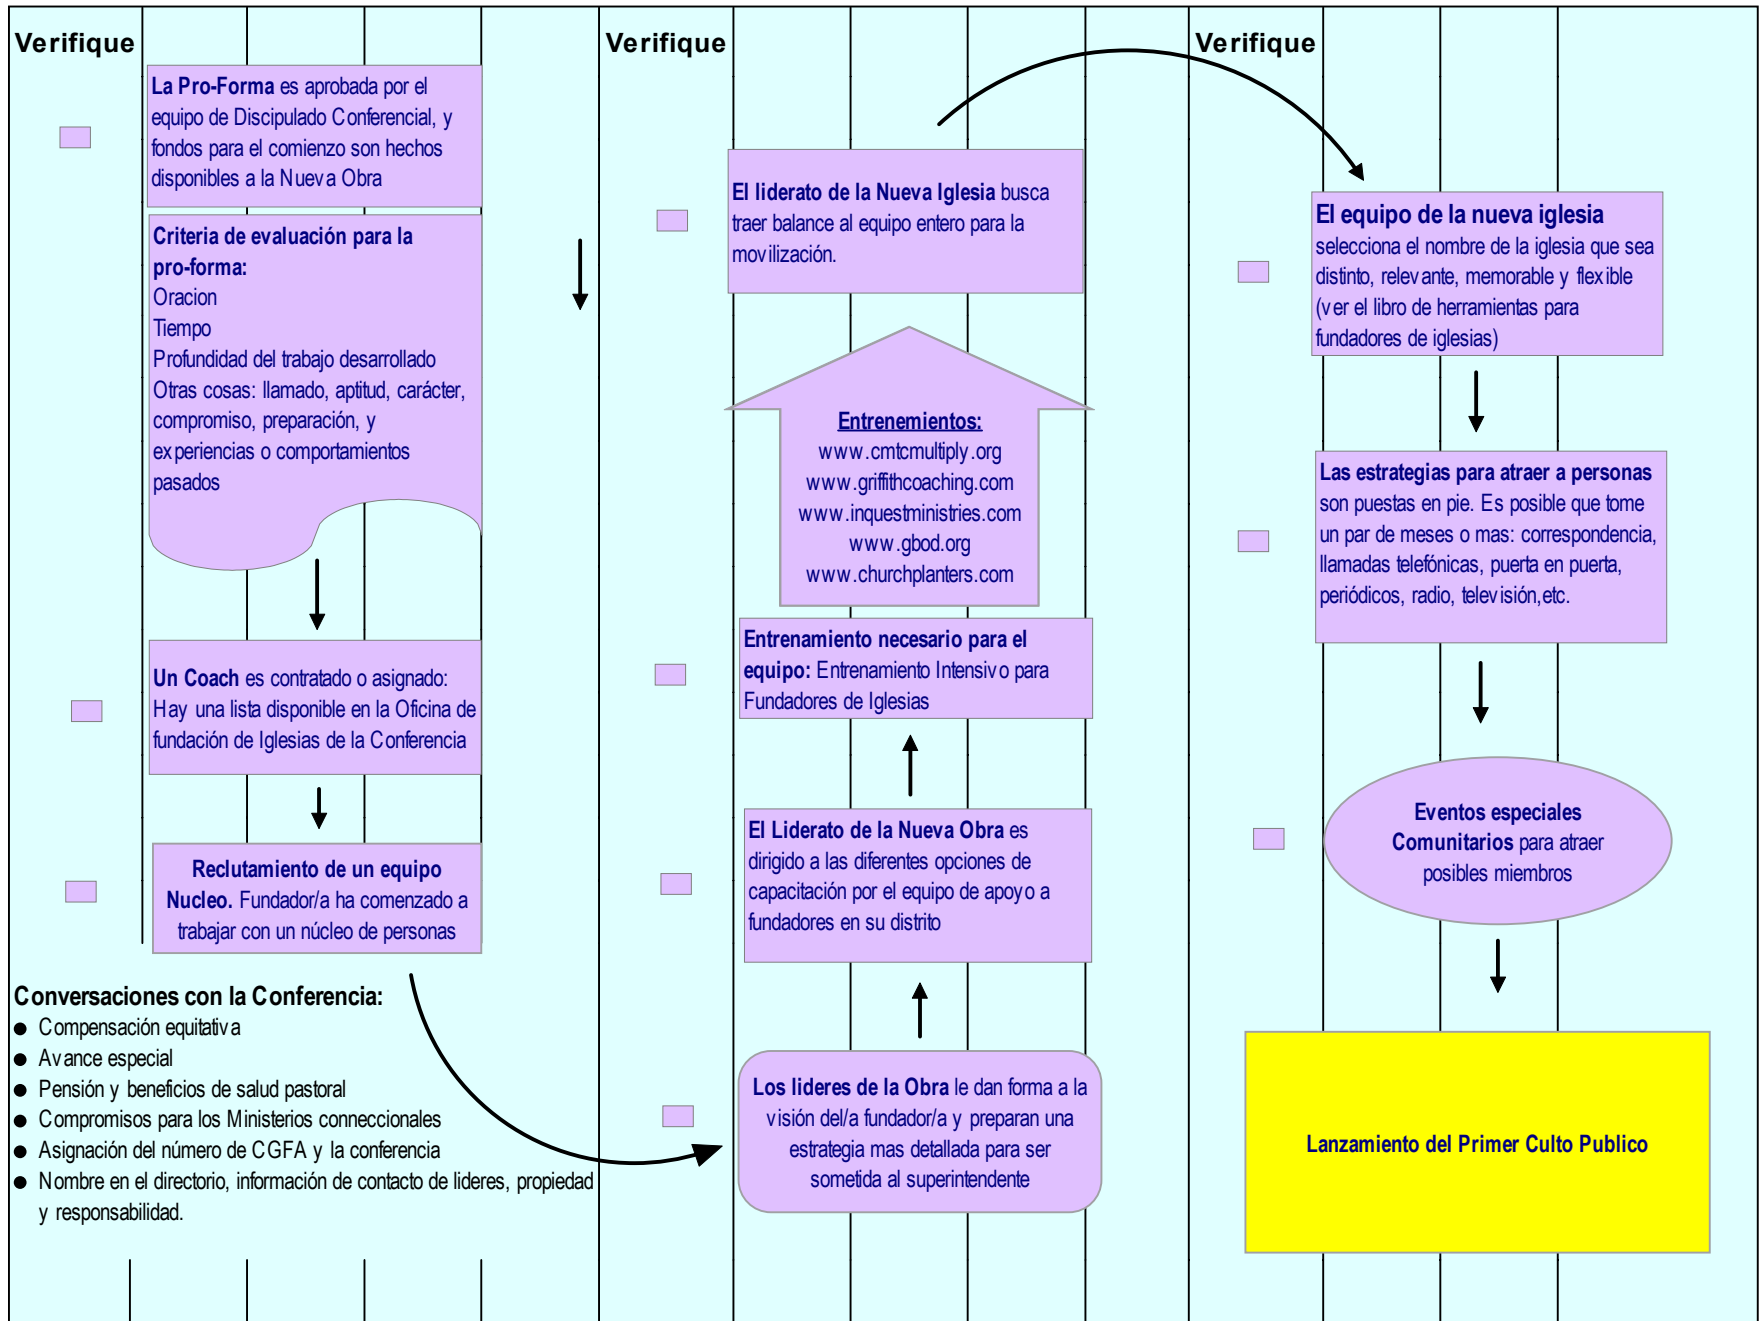 Verifique
La Pro-Forma es aprobada por el
equipo de Discipulado Conferencial, y
fondos para el comienzo son hechos
disponibles a la Nueva Obra
Criteria de evaluación para la
pro-forma:
Oracion
Tiempo
Profundidad del trabajo desarrollado
Otras cosas: llamado, aptitud, carácter,
compromiso, preparación, y
experiencias o comportamientos
pasados
Un Coach es contratado o asignado:
Hay una lista disponible en la Oficina de
fundación de Iglesias de la Conferencia
Reclutamiento de un equipo
Nucleo. Fundador/a ha comenzado a
trabajar con un núcleo de personas
Conversaciones con la Conferencia:
● Compensación equitativa
● Avance especial
● Pensión y beneficios de salud pastoral
● Compromisos para los Ministerios conneccionales
● Asignación del número de CGFA y la conferencia
● Nombre en el directorio, información de contacto de lideres, propiedad
y responsabilidad.
Verifique
El liderato de la Nueva Iglesia busca
traer balance al equipo entero para la
movilización.
Entrenemientos:
www.cmtcmultiply.org
www.griffithcoaching.com
www.inquestministries.com
www.gbod.org
www.churchplanters.com
Entrenamiento necesario para el
equipo: Entrenamiento Intensivo para
Fundadores de Iglesias
El Liderato de la Nueva Obra es
dirigido a las diferentes opciones de
capacitación por el equipo de apoyo a
fundadores en su distrito
Los lideres de la Obra le dan forma a la
visión del/a fundador/a y preparan una
estrategia mas detallada para ser
sometida al superintendente
Verifique
El equipo de la nueva iglesia
selecciona el nombre de la iglesia que sea
distinto, relevante, memorable y flexible
(ver el libro de herramientas para
fundadores de iglesias)
Las estrategias para atraer a personas
son puestas en pie. Es posible que tome
un par de meses o mas: correspondencia,
llamadas telefónicas, puerta en puerta,
periódicos, radio, televisión,etc.
Eventos especiales
Comunitarios para atraer
posibles miembros
Lanzamiento del Primer Culto Publico